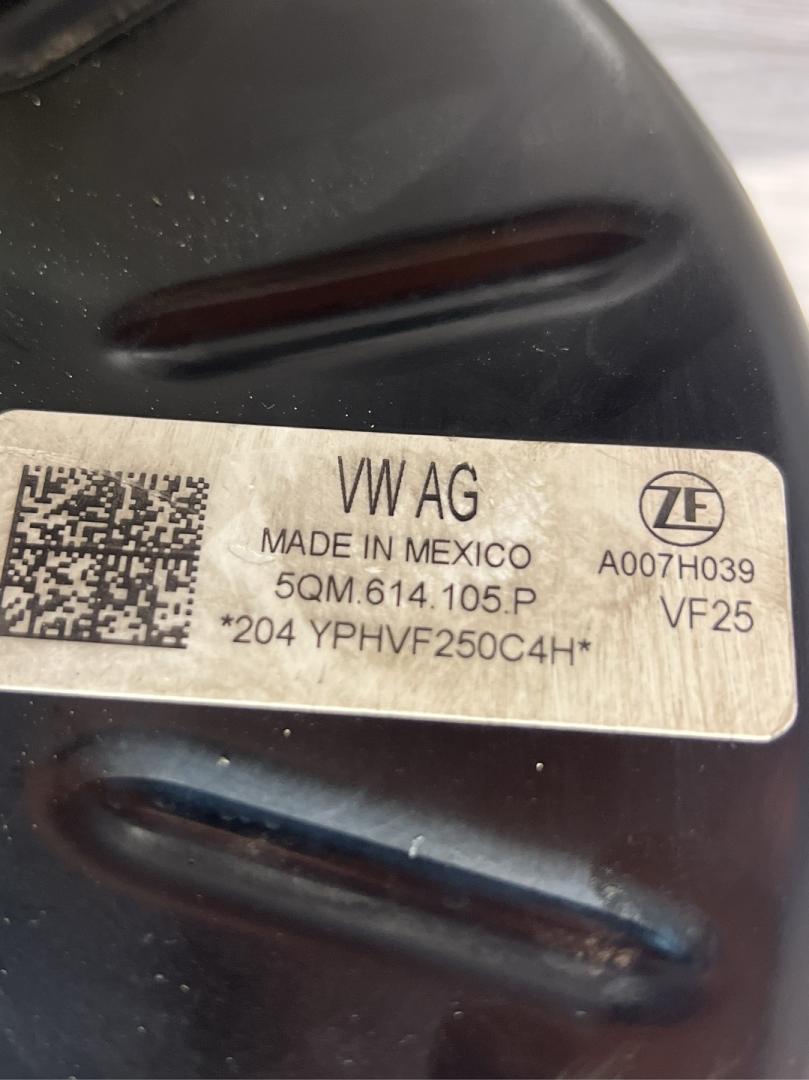 VW AG
MADE IN MEXICO
5QM.614.105.P
*204 YPHVF250C4H*
ZF
A007H039
VF25